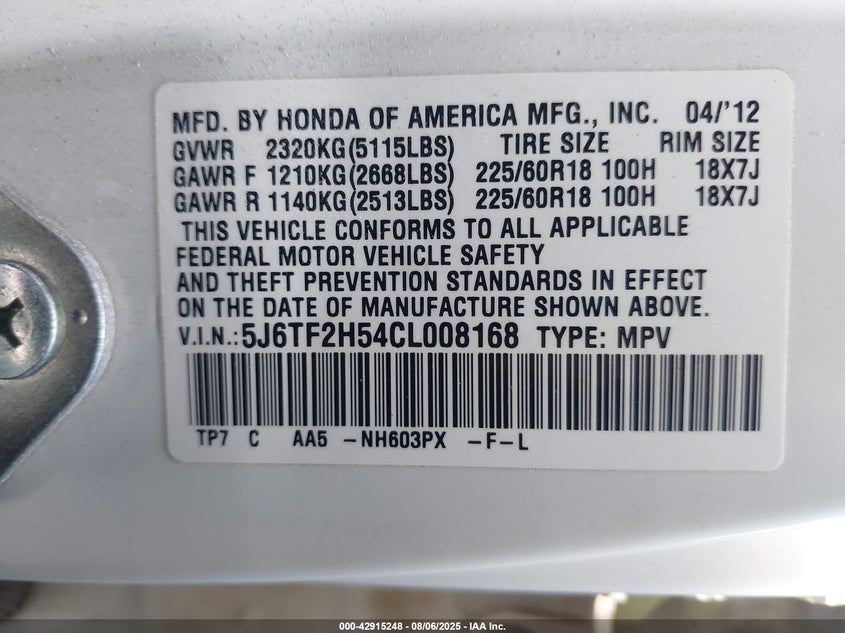 MFD. BY HONDA OF AMERICA MFG., INC. 04/'12
GVWR 2320KG(5115LBS) TIRE SIZE RIM SIZE
GAWR F 1210KG(2668LBS) 225/60R18 100H 18X7J
GAWR R 1140KG(2513LBS) 225/60R18 100H 18X7J
THIS VEHICLE CONFORMS TO ALL APPLICABLE
FEDERAL MOTOR VEHICLE SAFETY
AND THEFT PREVENTION STANDARDS IN EFFECT
ON THE DATE OF MANUFACTURE SHOWN ABOVE.
V.I.N.:5J6TF2H54CL008168 TYPE: MPV
TP7 C AA5 -NH603PX -F-L
000-42915248 - 08/06/2025 - IAA Inc.